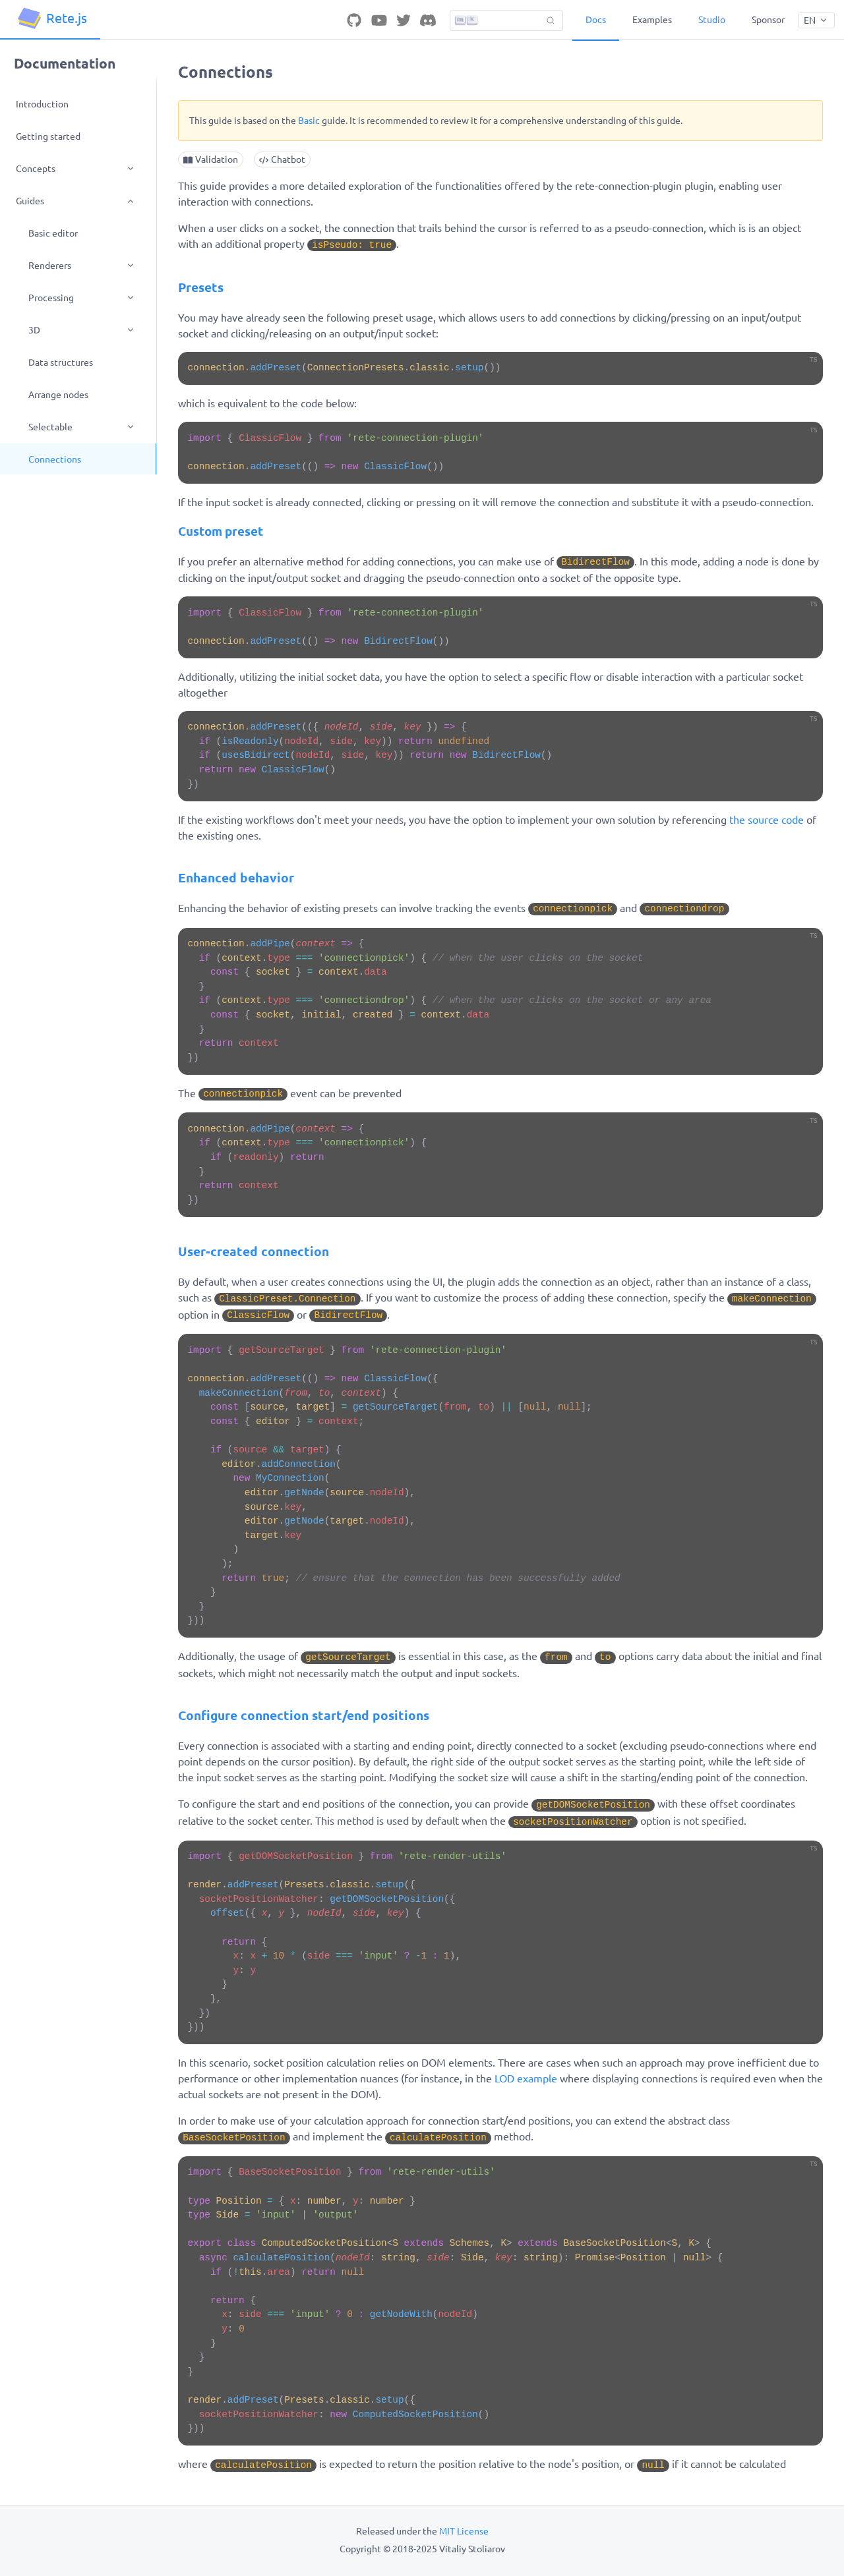 Rete.js
Docs
Examples
Studio
Sponsor
EN
Documentation
Introduction
Getting started
Concepts
Guides
Basic editor
Renderers
Processing
3D
Data structures
Arrange nodes
Selectable
Connections
Connections
This guide is based on the Basic guide. It is recommended to review it for a comprehensive understanding of this guide.
Validation
Chatbot
This guide provides a more detailed exploration of the functionalities offered by the rete-connection-plugin plugin, enabling user
interaction with connections.
When a user clicks on a socket, the connection that trails behind the cursor is referred to as a pseudo-connection, which is is an object
with an additional property isPseudo: true.
Presets
You may have already seen the following preset usage, which allows users to add connections by clicking/pressing on an input/output
socket and clicking/releasing on an output/input socket:
TS
connection.addPreset(ConnectionPresets.classic.setup())
which is equivalent to the code below:
TS
import { ClassicFlow } from 'rete-connection-plugin'
connection.addPreset(() => new ClassicFlow())
If the input socket is already connected, clicking or pressing on it will remove the connection and substitute it with a pseudo-connection.
Custom preset
If you prefer an alternative method for adding connections, you can make use of BidirectFlow. In this mode, adding a node is done by
clicking on the input/output socket and dragging the pseudo-connection onto a socket of the opposite type.
TS
import { ClassicFlow } from 'rete-connection-plugin'
connection.addPreset(() => new BidirectFlow())
Additionally, utilizing the initial socket data, you have the option to select a specific flow or disable interaction with a particular socket
altogether
TS
connection.addPreset(({ nodeId, side, key }) => {
  if (isReadonly(nodeId, side, key)) return undefined
  if (usesBidirect(nodeId, side, key)) return new BidirectFlow()
  return new ClassicFlow()
})
If the existing workflows don't meet your needs, you have the option to implement your own solution by referencing the source code of
the existing ones.
Enhanced behavior
Enhancing the behavior of existing presets can involve tracking the events connectionpick and connectiondrop
TS
connection.addPipe(context => {
  if (context.type === 'connectionpick') { // when the user clicks on the socket
    const { socket } = context.data
  }
  if (context.type === 'connectiondrop') { // when the user clicks on the socket or any area
    const { socket, initial, created } = context.data
  }
  return context
})
The connectionpick event can be prevented
TS
connection.addPipe(context => {
  if (context.type === 'connectionpick') {
    if (readonly) return
  }
  return context
})
User-created connection
By default, when a user creates connections using the UI, the plugin adds the connection as an object, rather than an instance of a class,
such as ClassicPreset.Connection. If you want to customize the process of adding these connection, specify the makeConnection
option in ClassicFlow or BidirectFlow.
TS
import { getSourceTarget } from 'rete-connection-plugin'
connection.addPreset(() => new ClassicFlow({
  makeConnection(from, to, context) {
    const [source, target] = getSourceTarget(from, to) || [null, null];
    const { editor } = context;
    if (source && target) {
      editor.addConnection(
        new MyConnection(
          editor.getNode(source.nodeId),
          source.key,
          editor.getNode(target.nodeId),
          target.key
        )
      );
      return true; // ensure that the connection has been successfully added
    }
  }
}))
Additionally, the usage of getSourceTarget is essential in this case, as the from and to options carry data about the initial and final
sockets, which might not necessarily match the output and input sockets.
Configure connection start/end positions
Every connection is associated with a starting and ending point, directly connected to a socket (excluding pseudo-connections where end
point depends on the cursor position). By default, the right side of the output socket serves as the starting point, while the left side of
the input socket serves as the starting point. Modifying the socket size will cause a shift in the starting/ending point of the connection.
To configure the start and end positions of the connection, you can provide getDOMSocketPosition with these offset coordinates
relative to the socket center. This method is used by default when the socketPositionWatcher option is not specified.
TS
import { getDOMSocketPosition } from 'rete-render-utils'
render.addPreset(Presets.classic.setup({
  socketPositionWatcher: getDOMSocketPosition({
    offset({ x, y }, nodeId, side, key) {
      return {
        x: x + 10 * (side === 'input' ? -1 : 1),
        y: y
      }
    },
  })
}))
In this scenario, socket position calculation relies on DOM elements. There are cases when such an approach may prove inefficient due to
performance or other implementation nuances (for instance, in the LOD example where displaying connections is required even when the
actual sockets are not present in the DOM).
In order to make use of your calculation approach for connection start/end positions, you can extend the abstract class
BaseSocketPosition and implement the calculatePosition method.
TS
import { BaseSocketPosition } from 'rete-render-utils'
type Position = { x: number, y: number }
type Side = 'input' | 'output'
export class ComputedSocketPosition<S extends Schemes, K> extends BaseSocketPosition<S, K> {
  async calculatePosition(nodeId: string, side: Side, key: string): Promise<Position | null> {
    if (!this.area) return null
    return {
      x: side === 'input' ? 0 : getNodeWith(nodeId)
      y: 0
    }
  }
}
render.addPreset(Presets.classic.setup({
  socketPositionWatcher: new ComputedSocketPosition()
}))
where calculatePosition is expected to return the position relative to the node's position, or null if it cannot be calculated
Released under the MIT License
Copyright © 2018-2025 Vitaliy Stoliarov